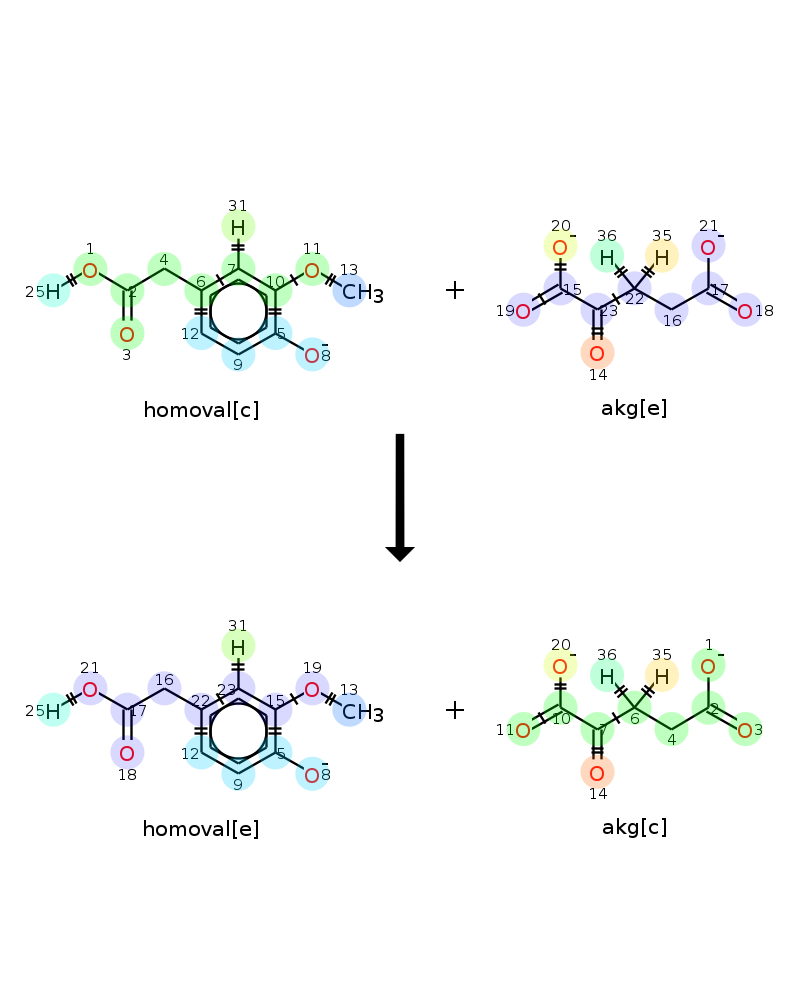 31
H
1
O
4
11
O
13
CH3
25H
2
6
7
10
O
3
12
5
9
O-
8
+
20
O-
36
H
35
H
21
O-
19O
15
23
22
16
17
O18
O
14
homoval[c]
akg[e]
31
H
21
O
16
19
O
13
CH3
25H
17
22
23
15
O
18
12
5
9
O-
8
+
20
O-
36
H
35
H
1
O-
11O
10
7
6
4
2
O3
O
14
homoval[e]
akg[c]